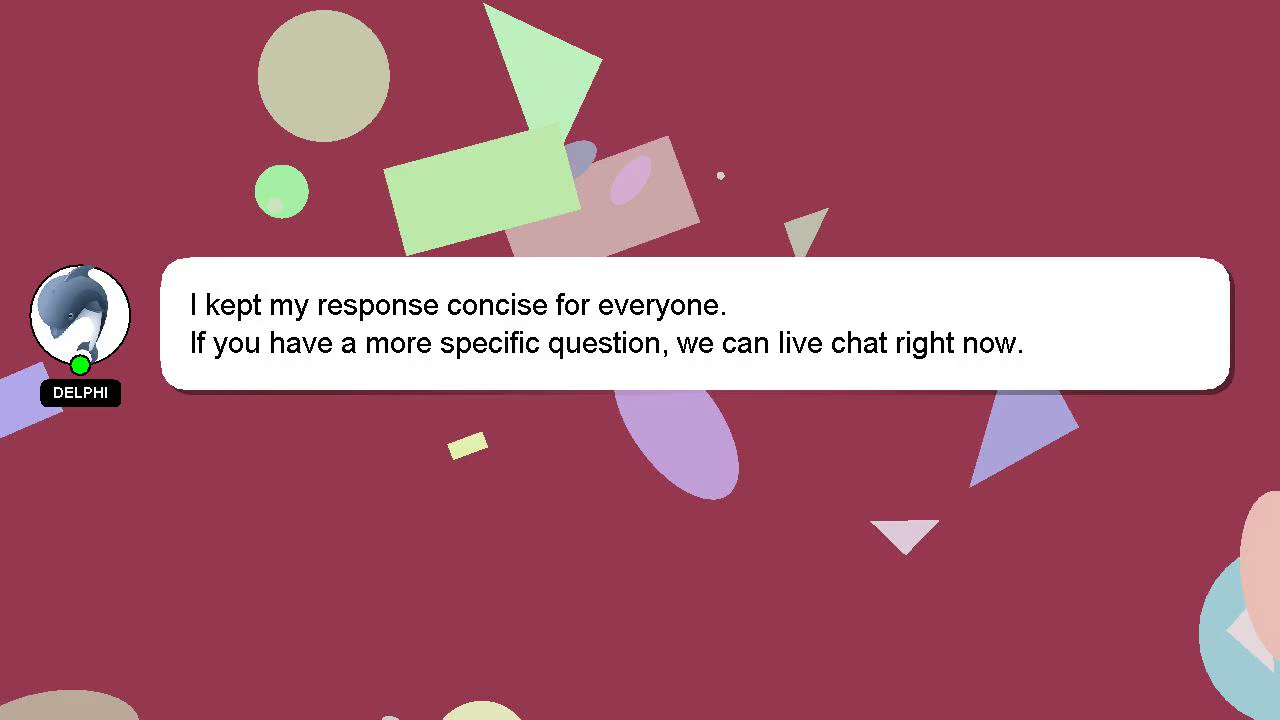 I kept my response concise for everyone.
If you have a more specific question, we can live chat right now.
DELPHI